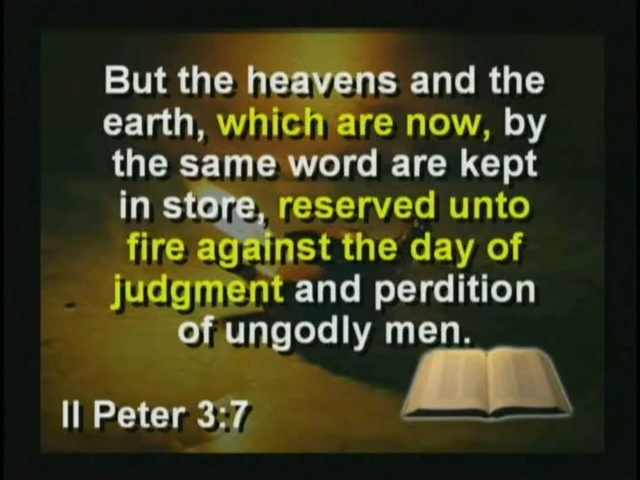 But the heavens and the
earth, which are now, by
the same word are kept
in store, reserved unto
fire against the day of
judgment and perdition
of ungodly men.
II Peter 3:7